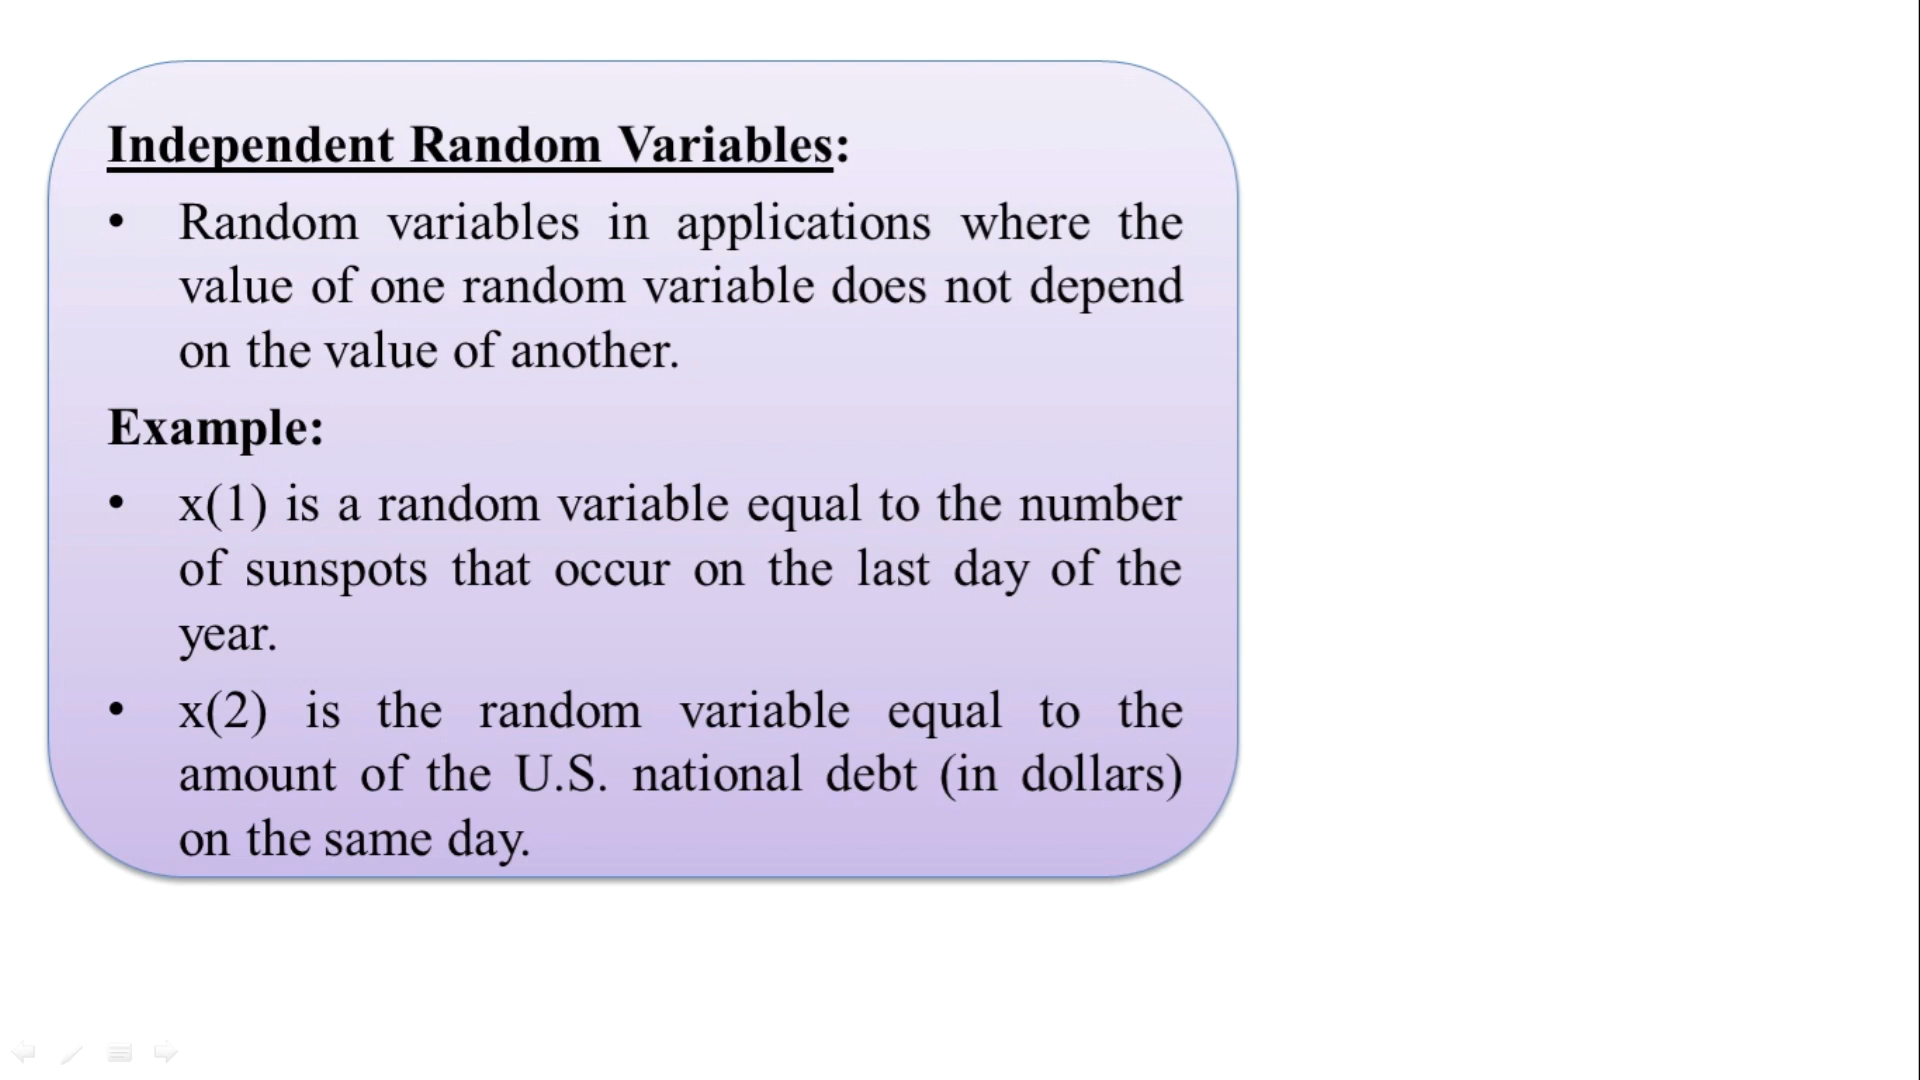 Independent Random Variables:
• Random variables in applications where the
value of one random variable does not depend
on the value of another.
Example:
• x(1) is a random variable equal to the number
of sunspots that occur on the last day of the
year.
• x(2) is the random variable equal to the
amount of the U.S. national debt (in dollars)
on the same day.